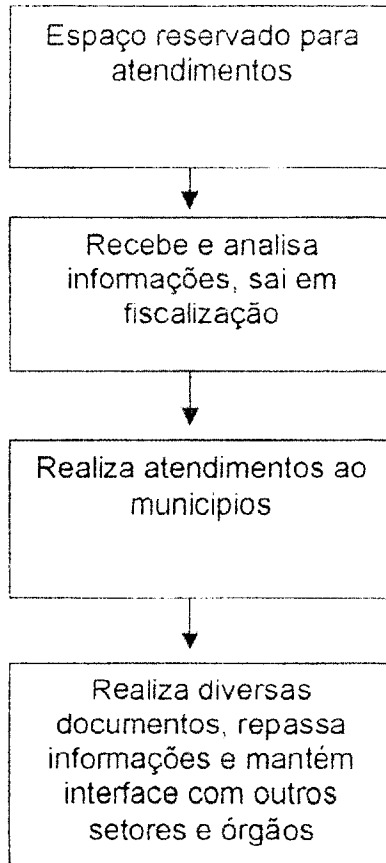 Espaço reservado para
atendimentos
Recebe e analisa
informações, sai em
fiscalização
Realiza atendimentos ao
municipios
Realiza diversas
documentos, repassa
informações e mantém
interface com outros
setores e órgãos